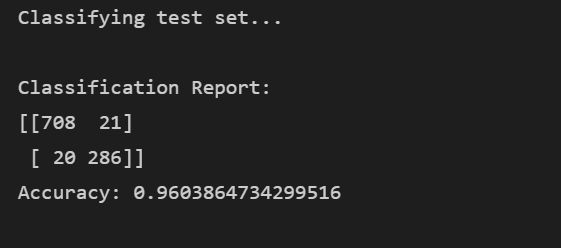 Classifying test set...
Classification Report:
[[708  21]
 [ 20 286]]
Accuracy: 0.9603864734299516